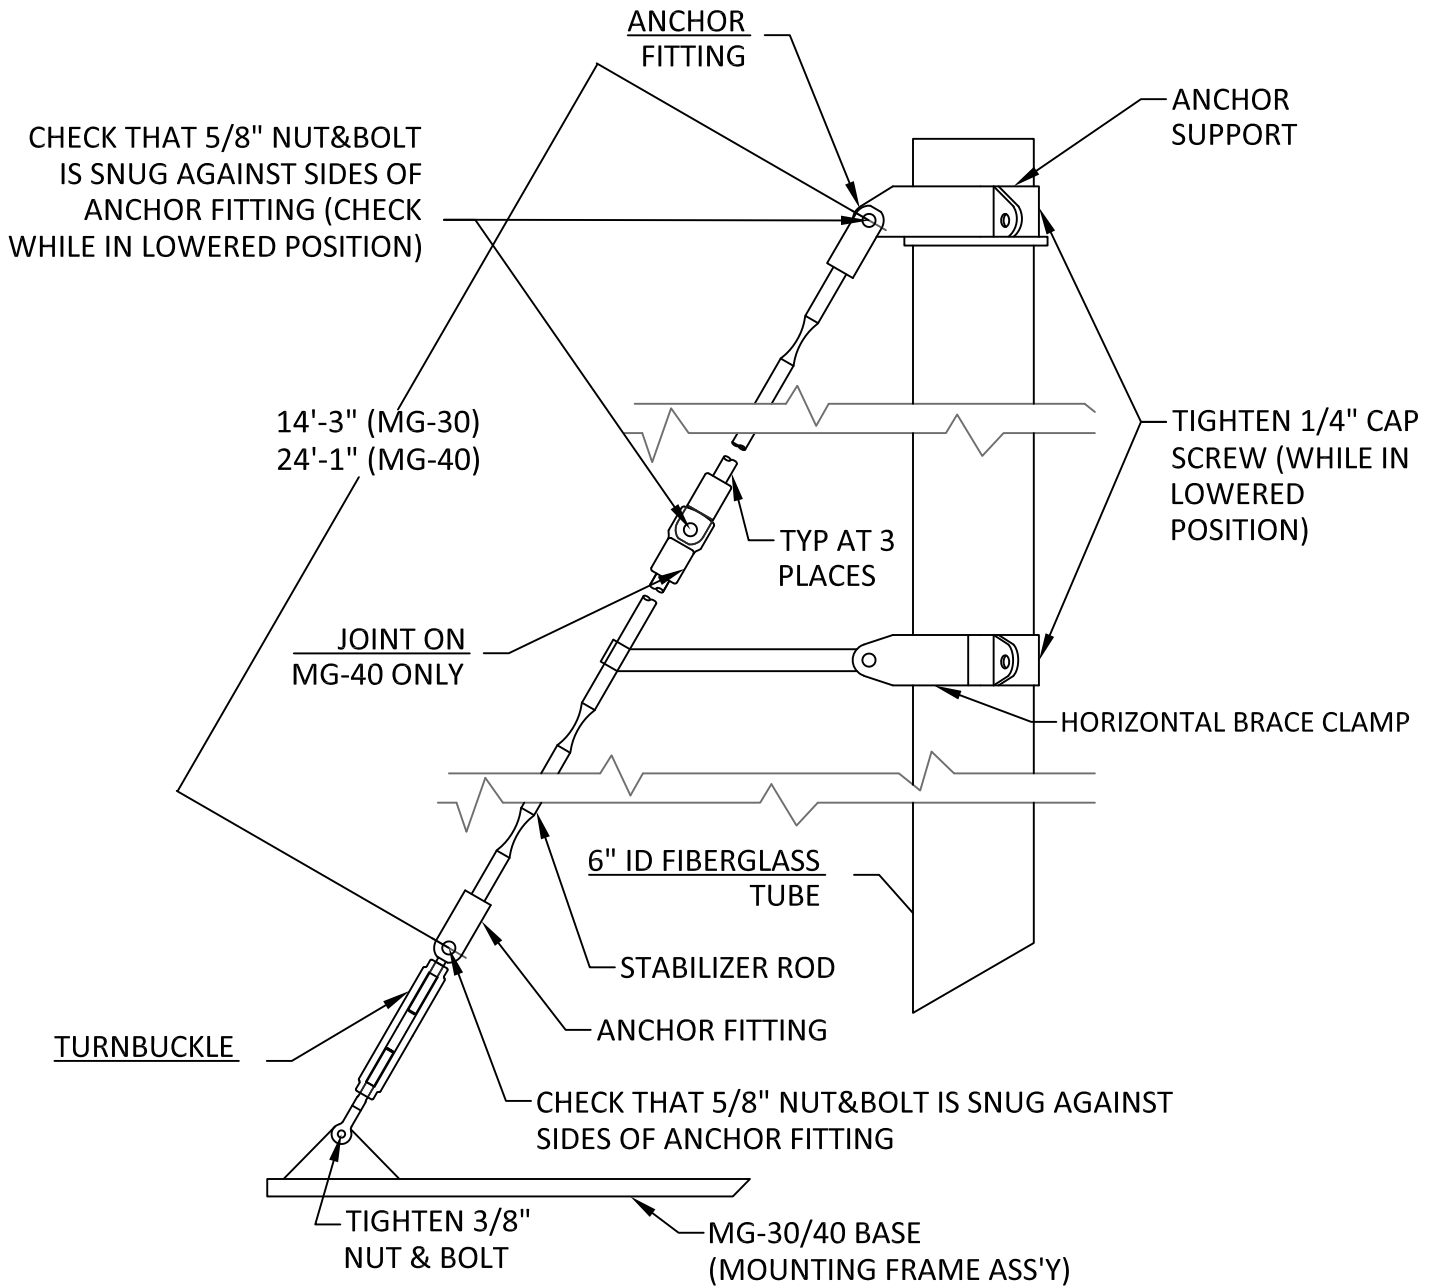 ANCHOR
FITTING
ANCHOR
SUPPORT
CHECK THAT 5/8" NUT&BOLT
IS SNUG AGAINST SIDES OF
ANCHOR FITTING (CHECK
WHILE IN LOWERED POSITION)
14'-3" (MG-30)
24'-1" (MG-40)
TIGHTEN 1/4" CAP
SCREW (WHILE IN
LOWERED
POSITION)
TYP AT 3
PLACES
JOINT ON
MG-40 ONLY
HORIZONTAL BRACE CLAMP
6" ID FIBERGLASS
TUBE
STABILIZER ROD
ANCHOR FITTING
TURNBUCKLE
CHECK THAT 5/8" NUT&BOLT IS SNUG AGAINST
SIDES OF ANCHOR FITTING
TIGHTEN 3/8"
NUT & BOLT
MG-30/40 BASE
(MOUNTING FRAME ASS'Y)